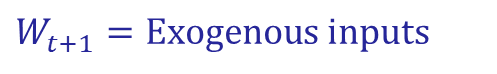 W_{t+1} = Exogenous inputs